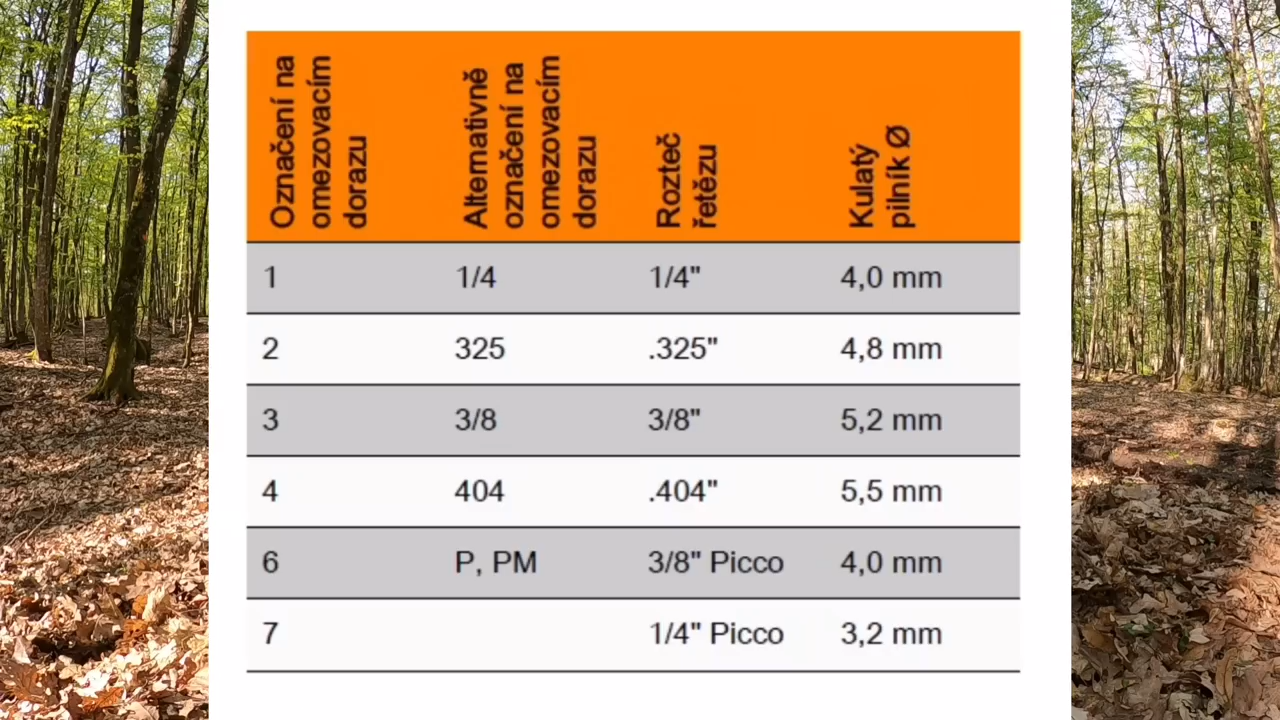 Označení na
omezovacím
dorazu
Alternativně
označení na
omezovacím
dorazu
Rozteč
řetězu
Kulatý
pilník Ø
1 1/4 1/4" 4,0 mm
2 325 .325" 4,8 mm
3 3/8 3/8" 5,2 mm
4 404 .404" 5,5 mm
6 P, PM 3/8" Picco 4,0 mm
7 1/4" Picco 3,2 mm